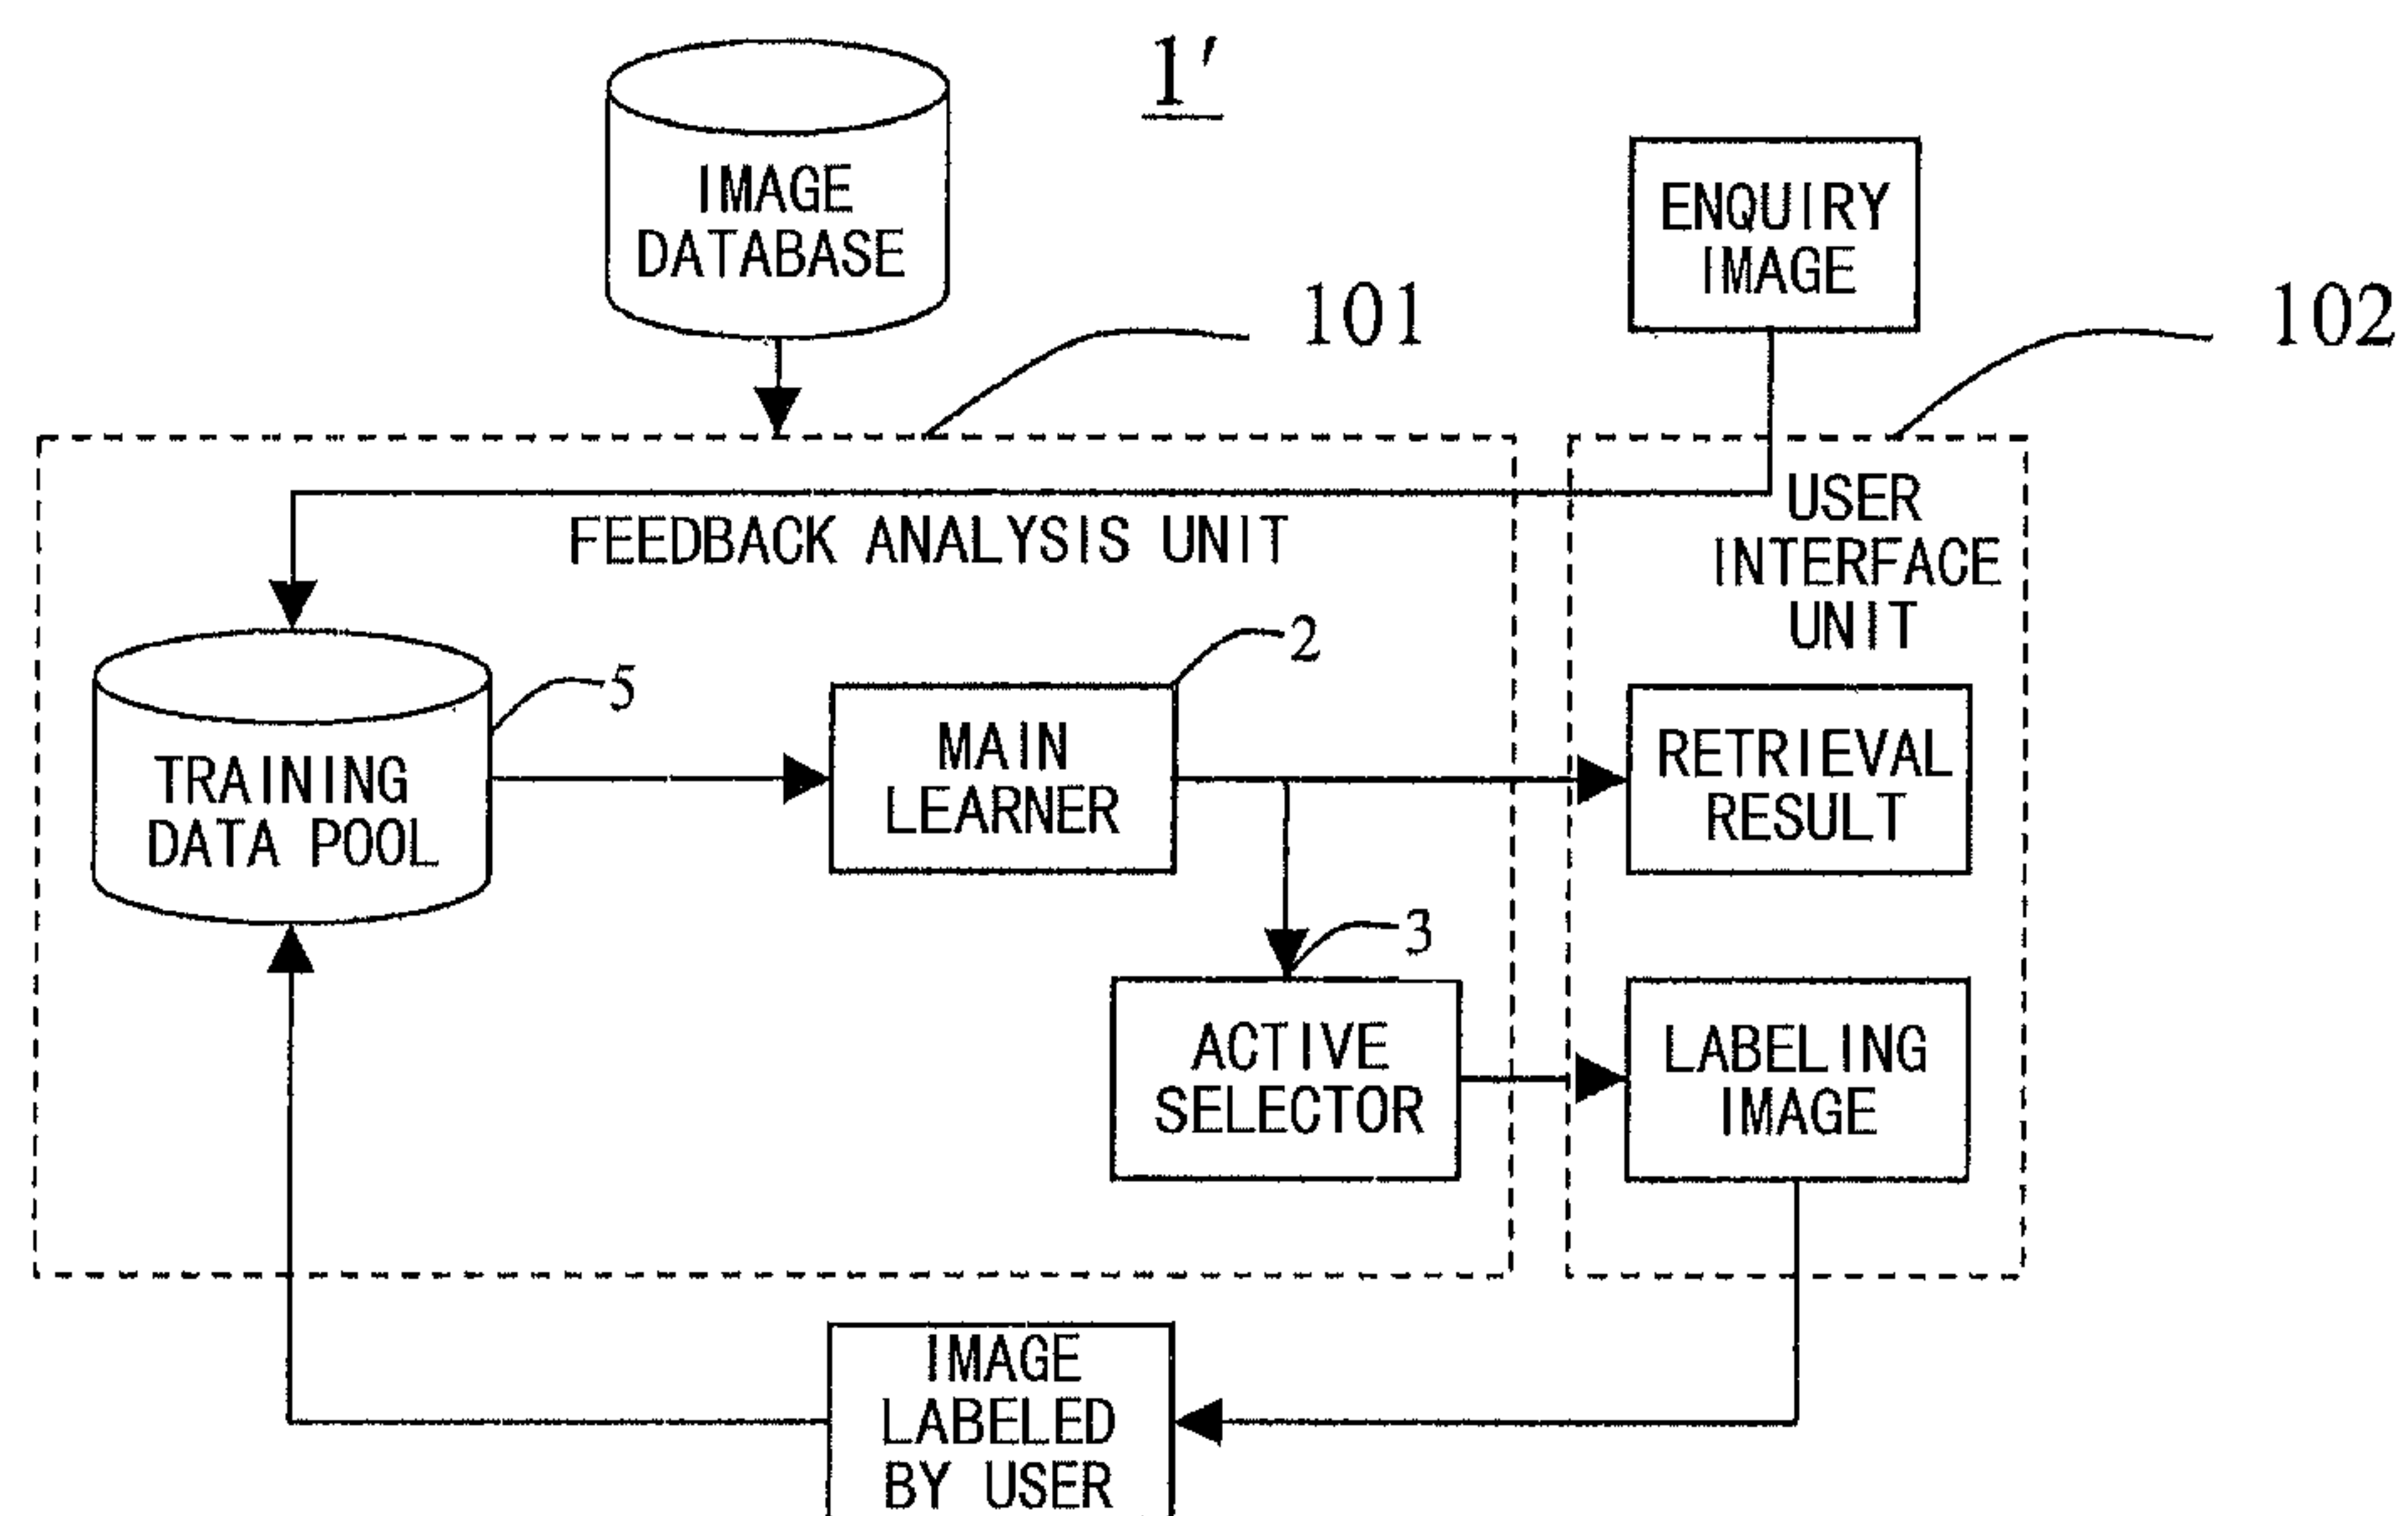 1′
IMAGE
DATABASE
ENQUIRY
IMAGE
101
102
FEEDBACK ANALYSIS UNIT
USER
INTERFACE
UNIT
5
2
TRAINING
DATA POOL
MAIN
LEARNER
RETRIEVAL
RESULT
3
ACTIVE
SELECTOR
LABELING
IMAGE
IMAGE
LABELED
BY USER